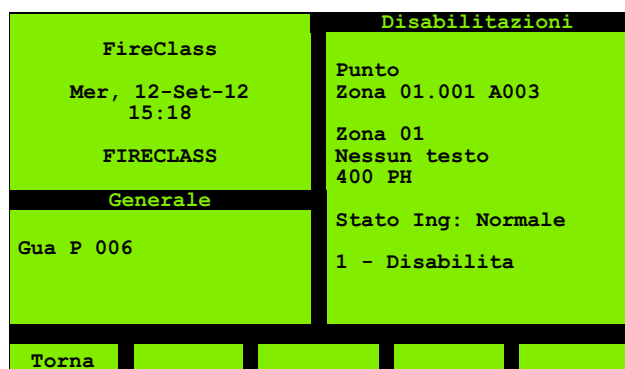 FireClass
Mer, 12-Set-12
15:18
FIRECLASS
Generale
Gua P 006
Disabilitazioni
Punto
Zona 01.001 A003
Zona 01
Nessun testo
400 PH
Stato Ing: Normale
1 - Disabilita
Torna